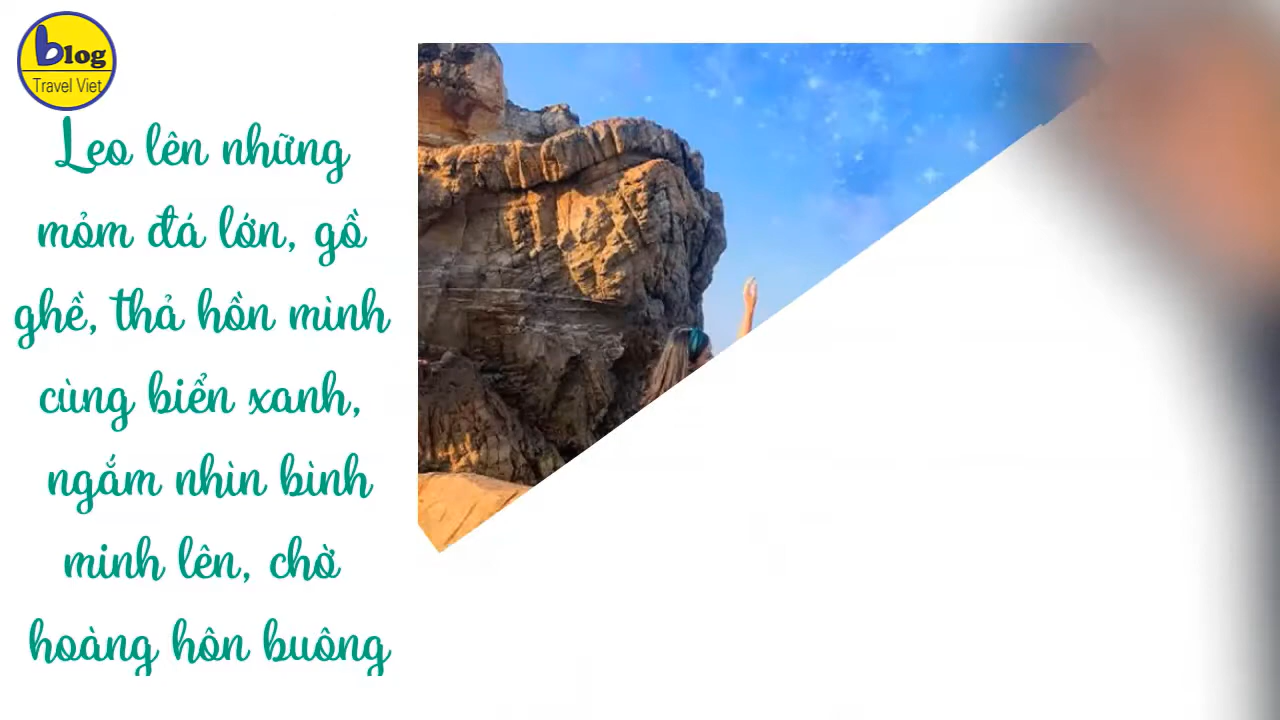 blog
Travel Viet
Leo lên những
mỏm đá lớn, gồ
ghề, thả hồn mình
cùng biển xanh,
ngắm nhìn bình
minh lên, chờ
hoàng hôn buông